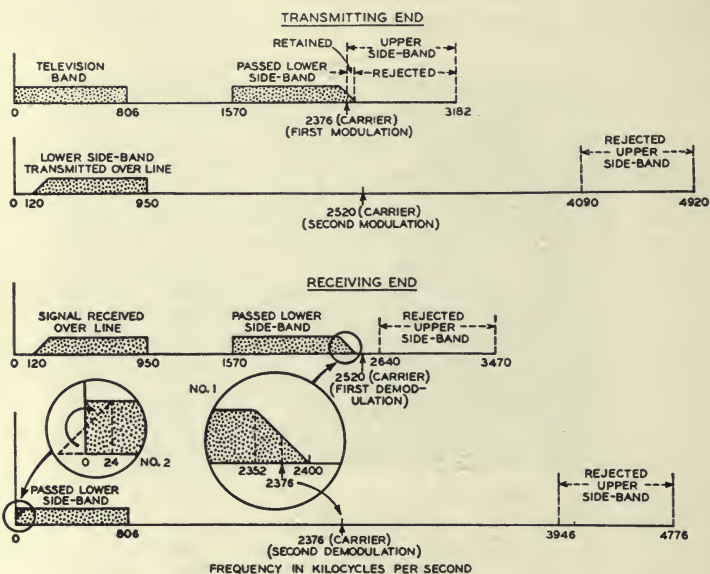 TRANSMITTING END
TELEVISION
BAND
PASSED LOWER
SIDE-BAND
RETAINED
UPPER
SIDE-BAND
REJECTED
0
806
1570
2376 (CARRIER)
(FIRST MODULATION)
3182
LOWER SIDE-BAND
TRANSMITTED OVER LINE
REJECTED
UPPER
SIDE-BAND
0 120
950
2520 (CARRIER)
(SECOND MODULATION)
4090
4920
RECEIVING END
SIGNAL RECEIVED
OVER LINE
PASSED LOWER
SIDE-BAND
REJECTED
UPPER
SIDE-BAND
0 120
950
1570
2640
3470
2520 (CARRIER)
(FIRST DEMOD-
ULATION)
NO. 1
0 24
NO. 2
2352
2400
2376
PASSED LOWER
SIDE-BAND
REJECTED
UPPER
SIDE-BAND
0
806
2376 (CARRIER)
(SECOND DEMODULATION)
3946
4776
FREQUENCY IN KILOCYCLES PER SECOND